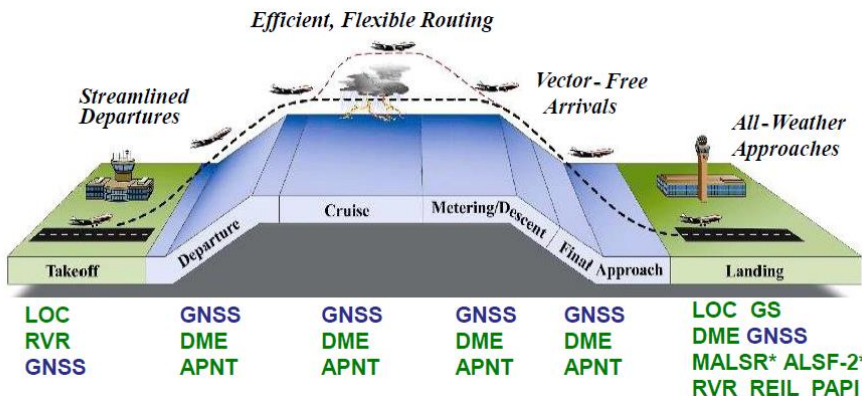 Efficient, Flexible Routing
Streamlined
Departures
Vector-Free
Arrivals
All-Weather
Approaches
Takeoff
Departure
Cruise
Metering/Descent
Final Approach
Landing
LOC
RVR
GNSS
GNSS
DME
APNT
GNSS
DME
APNT
GNSS
DME
APNT
GNSS
DME
APNT
LOC GS
DME GNSS
MALSR* ALSF-2*
RVR REIL PAPI